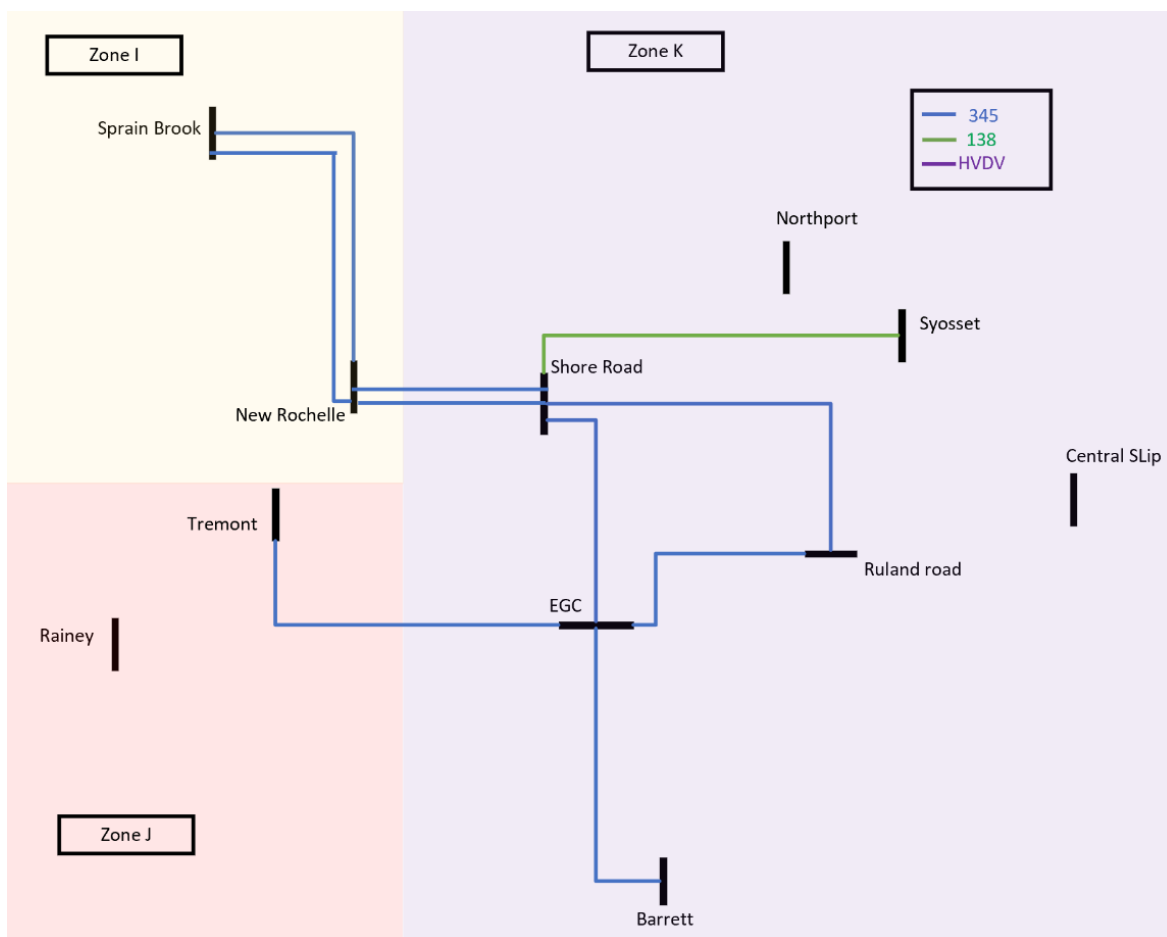 Zone I
Zone K
345
138
HVDV
Sprain Brook
Northport
Syosset
Shore Road
New Rochelle
Central SLip
Tremont
Ruland road
EGC
Rainey
Zone J
Barrett